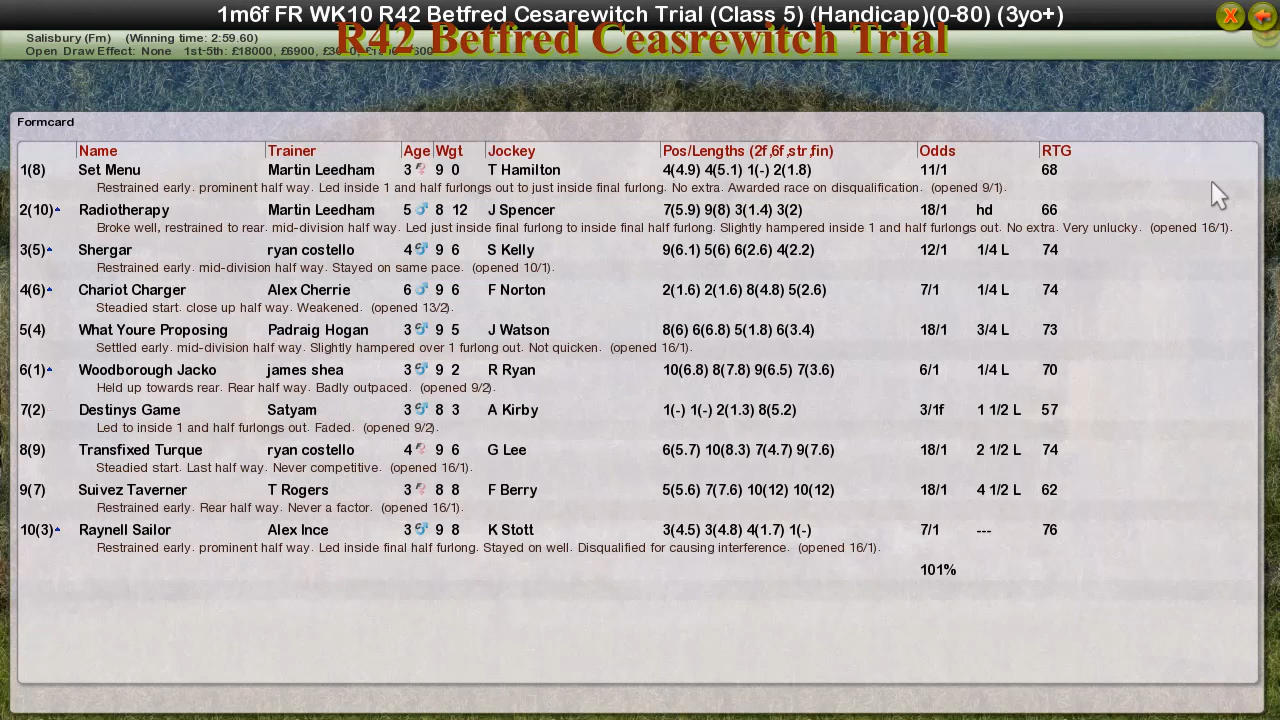 1m6f FR WK10 R42 Betfred Cesarewitch Trial (Class 5) (Handicap)(0-80) (3yo+)
R42 Betfred Ceasrewitch Trial
Salisbury (Fm) (Winning time: 2:59.60)
Open Draw Effect: None 1st-5th: £18000, £6900,
Formcard
Name Trainer Age Wgt Jockey Pos/Lengths (2f,6f,str,fin) Odds RTG
1(8) Set Menu Martin Leedham 3 9 0 T Hamilton 4(4.9) 4(5.1) 1(-) 2(1.8) 11/1 68
Restrained early. prominent half way. Led inside 1 and half furlongs out to just inside final furlong. No extra. Awarded race on disqualification. (opened 9/1).
2(10) Radiotherapy Martin Leedham 5 8 12 J Spencer 7(5.9) 9(8) 3(1.4) 3(2) 18/1 hd 66
Broke well, restrained to rear. mid-division half way. Led just inside final furlong to inside final half furlong. Slightly hampered inside 1 and half furlongs out. No extra. Very unlucky. (opened 16/1).
3(5) Shergar ryan costello 4 9 6 S Kelly 9(6.1) 5(6) 6(2.6) 4(2.2) 12/1 1/4 L 74
Restrained early. mid-division half way. Stayed on same pace. (opened 10/1).
4(6) Chariot Charger Alex Cherrie 6 9 6 F Norton 2(1.6) 2(1.6) 8(4.8) 5(2.6) 7/1 1/4 L 74
Steadied start. close up half way. Weakened. (opened 13/2).
5(4) What Youre Proposing Padraig Hogan 3 9 5 J Watson 8(6) 6(6.8) 5(1.8) 6(3.4) 18/1 3/4 L 73
Settled early. mid-division half way. Slightly hampered over 1 furlong out. Not quicken. (opened 16/1).
6(1) Woodborough Jacko james shea 3 9 2 R Ryan 10(6.8) 8(7.8) 9(6.5) 7(3.6) 6/1 1/4 L 70
Held up towards rear. Rear half way. Badly outpaced. (opened 9/2).
7(2) Destinys Game Satyam 3 8 3 A Kirby 1(-) 1(-) 2(1.3) 8(5.2) 3/1f 1 1/2 L 57
Led to inside 1 and half furlongs out. Faded. (opened 9/2).
8(9) Transfixed Turque ryan costello 4 9 6 G Lee 6(5.7) 10(8.3) 7(4.7) 9(7.6) 18/1 2 1/2 L 74
Steadied start. Last half way. Never competitive. (opened 16/1).
9(7) Suivez Taverner T Rogers 3 8 8 F Berry 5(5.6) 7(7.6) 10(12) 10(12) 18/1 4 1/2 L 62
Restrained early. Rear half way. Never a factor. (opened 16/1).
10(3) Raynell Sailor Alex Ince 3 9 8 K Stott 3(4.5) 3(4.8) 4(1.7) 1(-) 7/1 --- 76
Restrained early. prominent half way. Led inside final half furlong. Stayed on well. Disqualified for causing interference. (opened 16/1).
101%